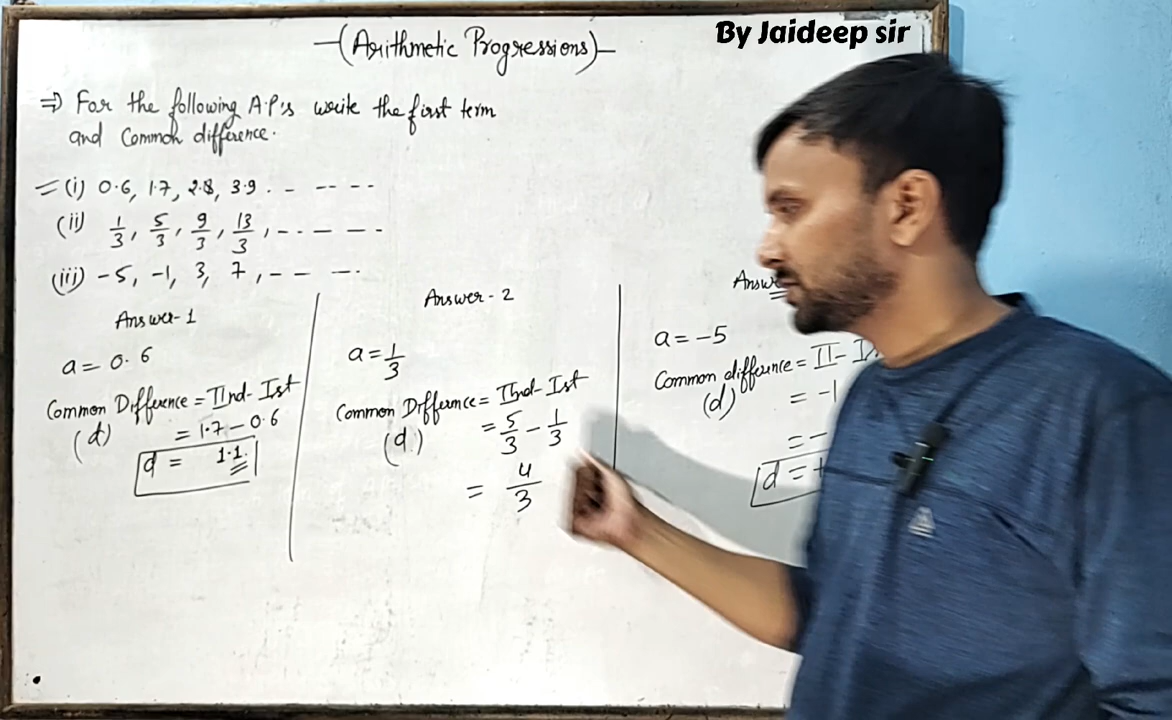 By Jaideep sir
(Arithmetic Progressions)
⇒ For the following A.P's write the first term
and Common difference.
(i) 0.6, 1.7, 2.8, 3.9 . - -- --
(ii) 1/3, 5/3, 9/3, 13/3, -. - - -.
(iii) -5, -1, 3, 7, - - -.
Answer-1
a = 0.6
Common Difference = IInd - Ist
(d) = 1.7 - 0.6
d = 1.1.
Answer-2
a = 1/3
Common Difference = IInd - Ist
(d) = 5/3 - 1/3
= 4/3
a = -5
Common difference = II -
(d) = -1
= -
d = +